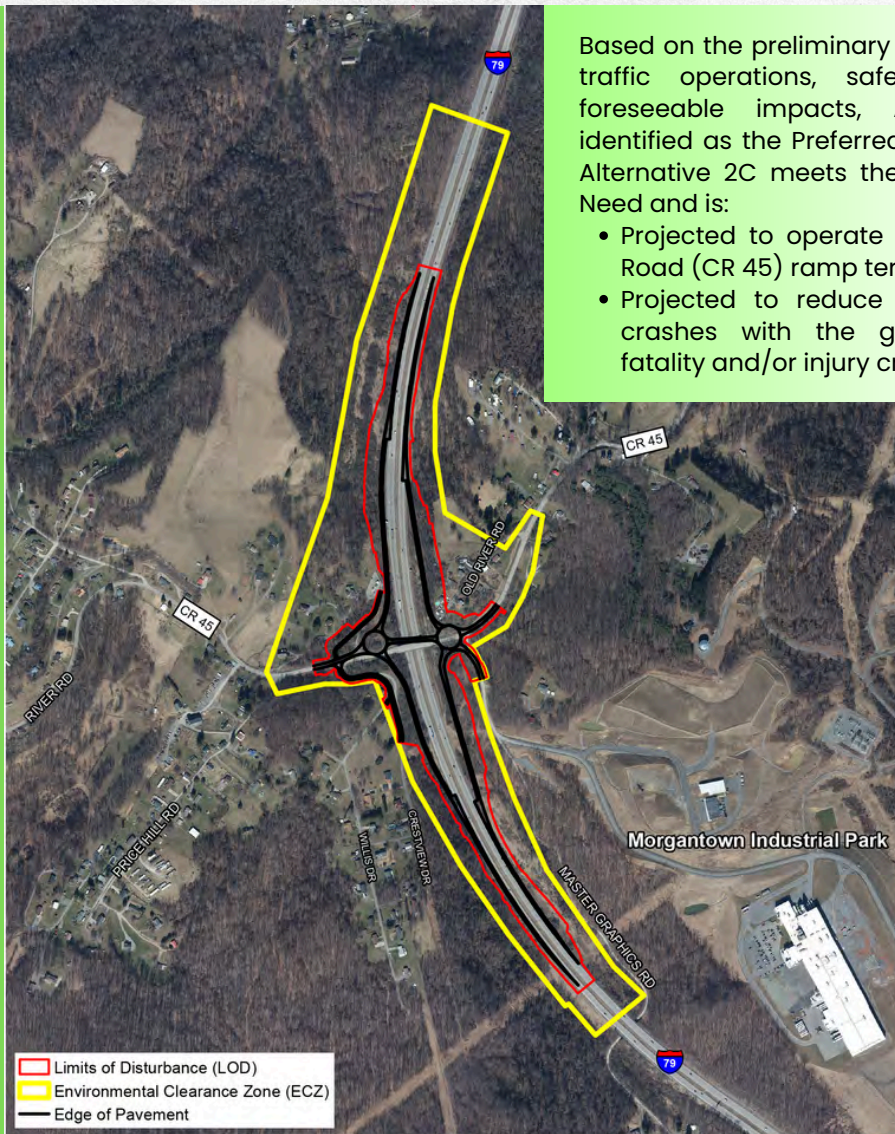 Based on the preliminary
traffic operations, safe
foreseeable impacts,
identified as the Preferred
Alternative 2C meets the
Need and is:
• Projected to operate
Road (CR 45) ramp ter
• Projected to reduce
crashes with the g
fatality and/or injury cr
79
CR 45
OLD RIVER RD
CR 45
RIVER RD
PRICE HILL RD
WILLIS DR
CRESTVIEW DR
Morgantown Industrial Park
MASTER GRAPHICS RD
79
Limits of Disturbance (LOD)
Environmental Clearance Zone (ECZ)
Edge of Pavement